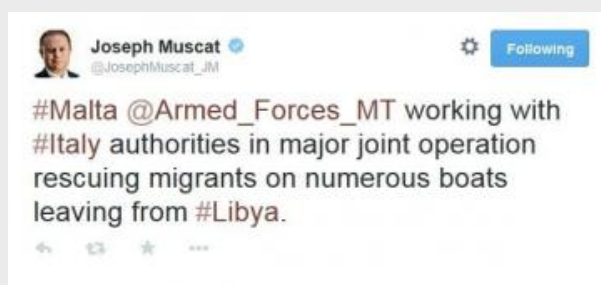 Joseph Muscat
@JosephMuscat_JM
Following
#Malta @Armed_Forces_MT working with
#Italy authorities in major joint operation
rescuing migrants on numerous boats
leaving from #Libya.